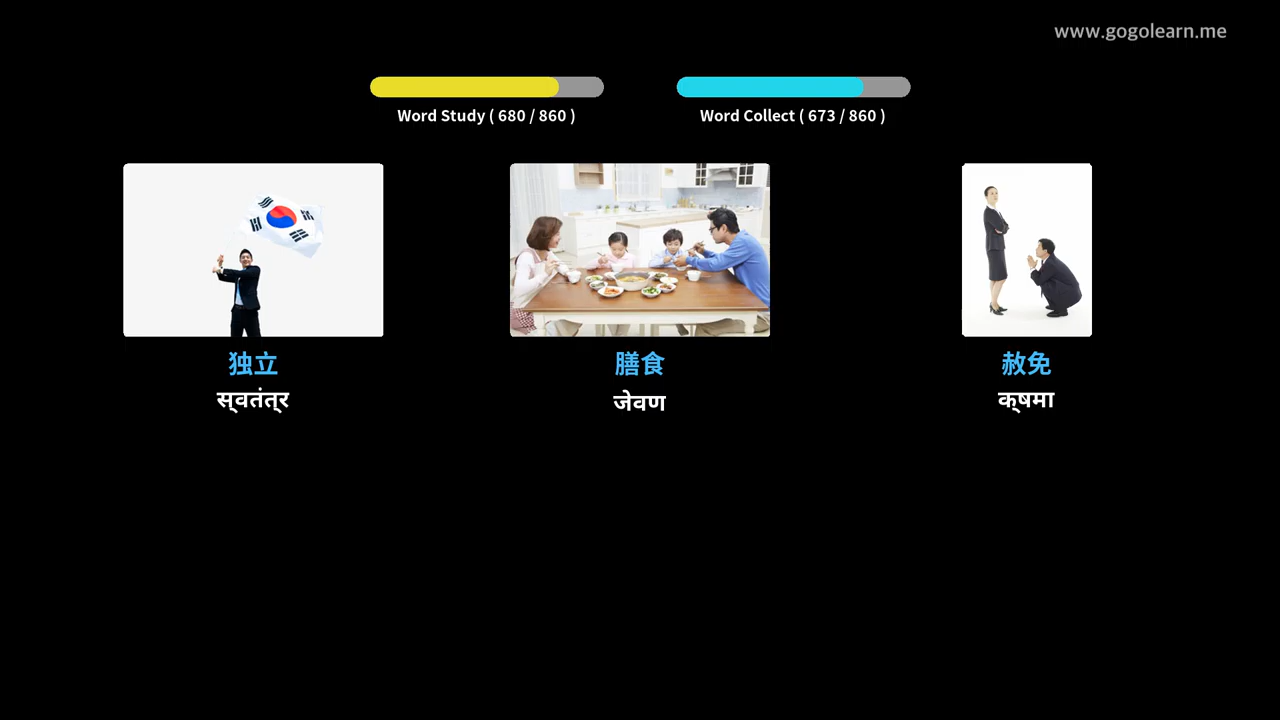 www.gogolearn.me
Word Study ( 680 / 860 ) Word Collect ( 673 / 860 )
独立 膳食 赦免
स्वतंत्र जेवण क्षमा